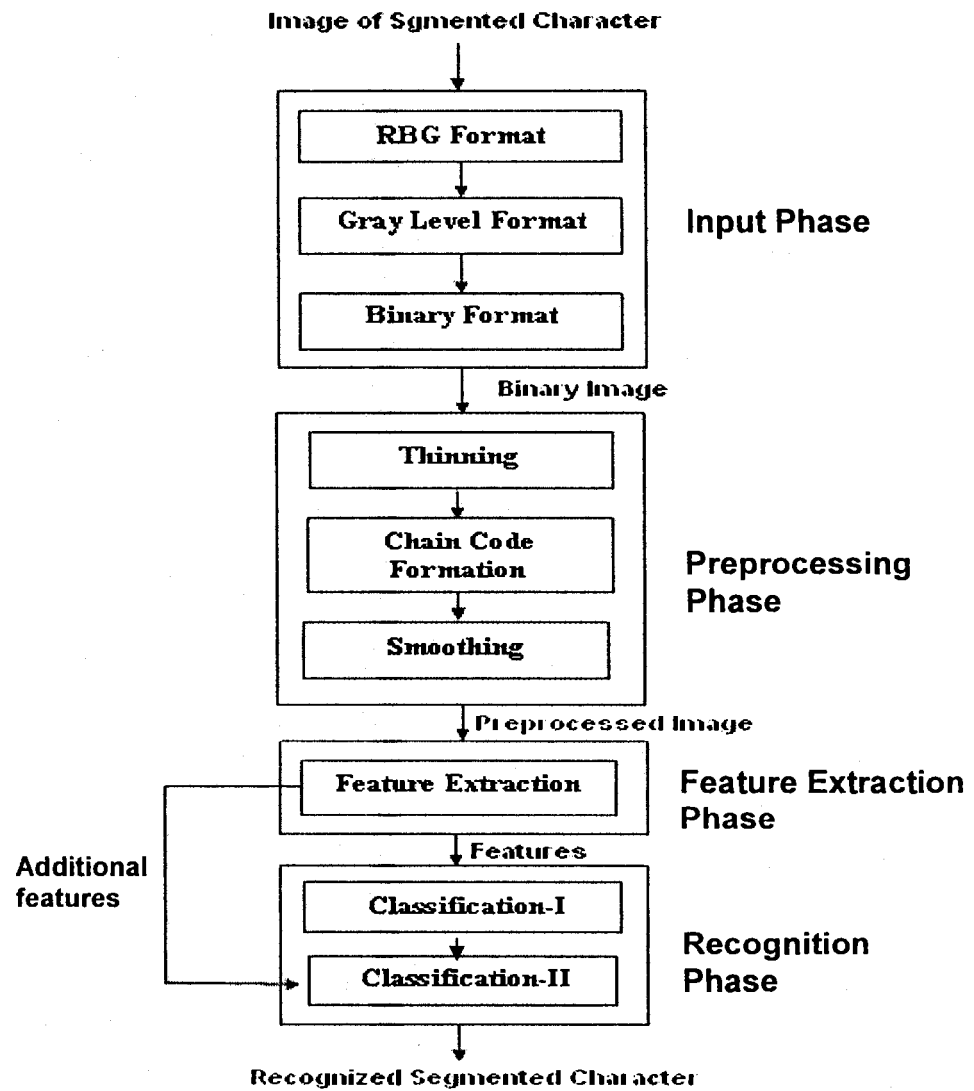 Image of Sgmented Character
RBG Format
Gray Level Format
Input Phase
Binary Format
Binary Image
Thinning
Chain Code
Formation
Preprocessing
Phase
Smoothing
Preprocessed Image
Feature Extraction
Feature Extraction
Phase
Features
Additional
features
Classification-I
Recognition
Phase
Classification-II
Recognized Segmented Character